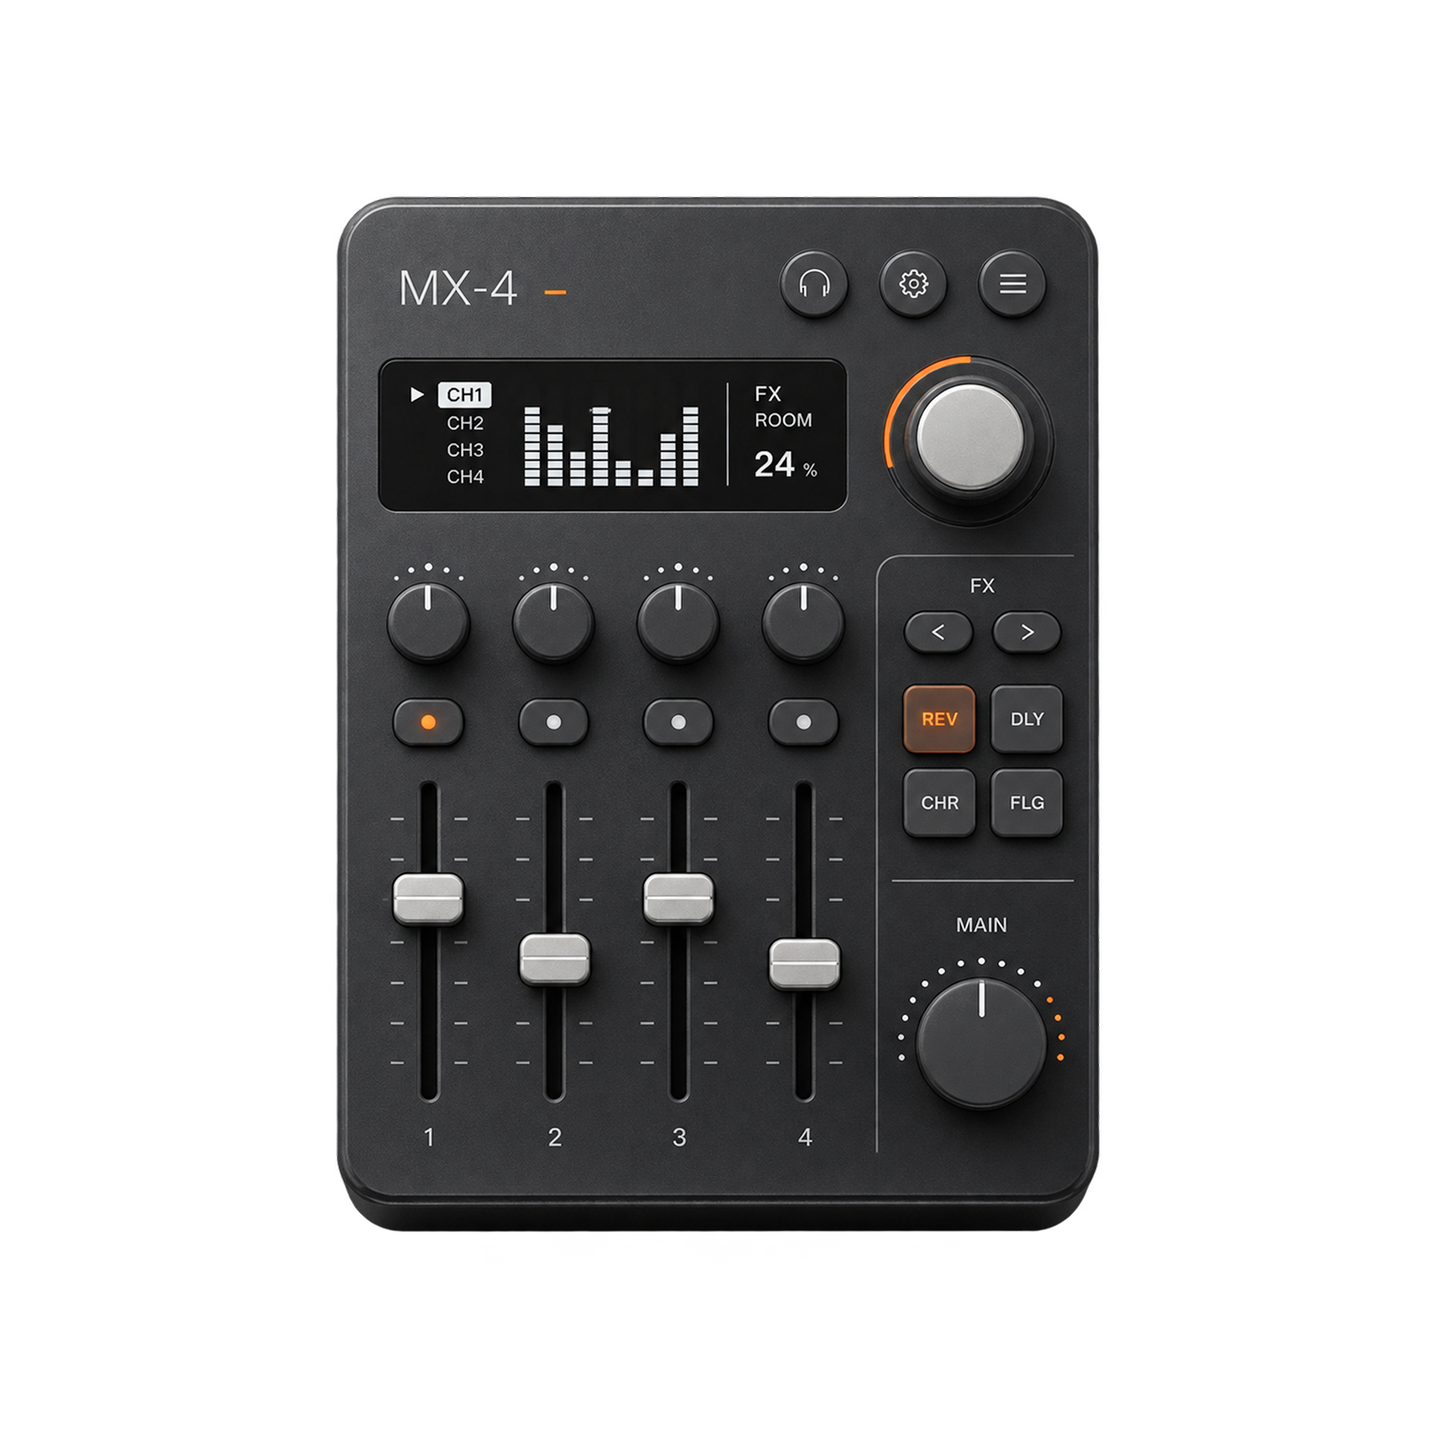 MX-4
CH1
CH2
CH3
CH4
FX
ROOM
24 %
FX
< >
REV DLY
CHR FLG
MAIN
1 2 3 4